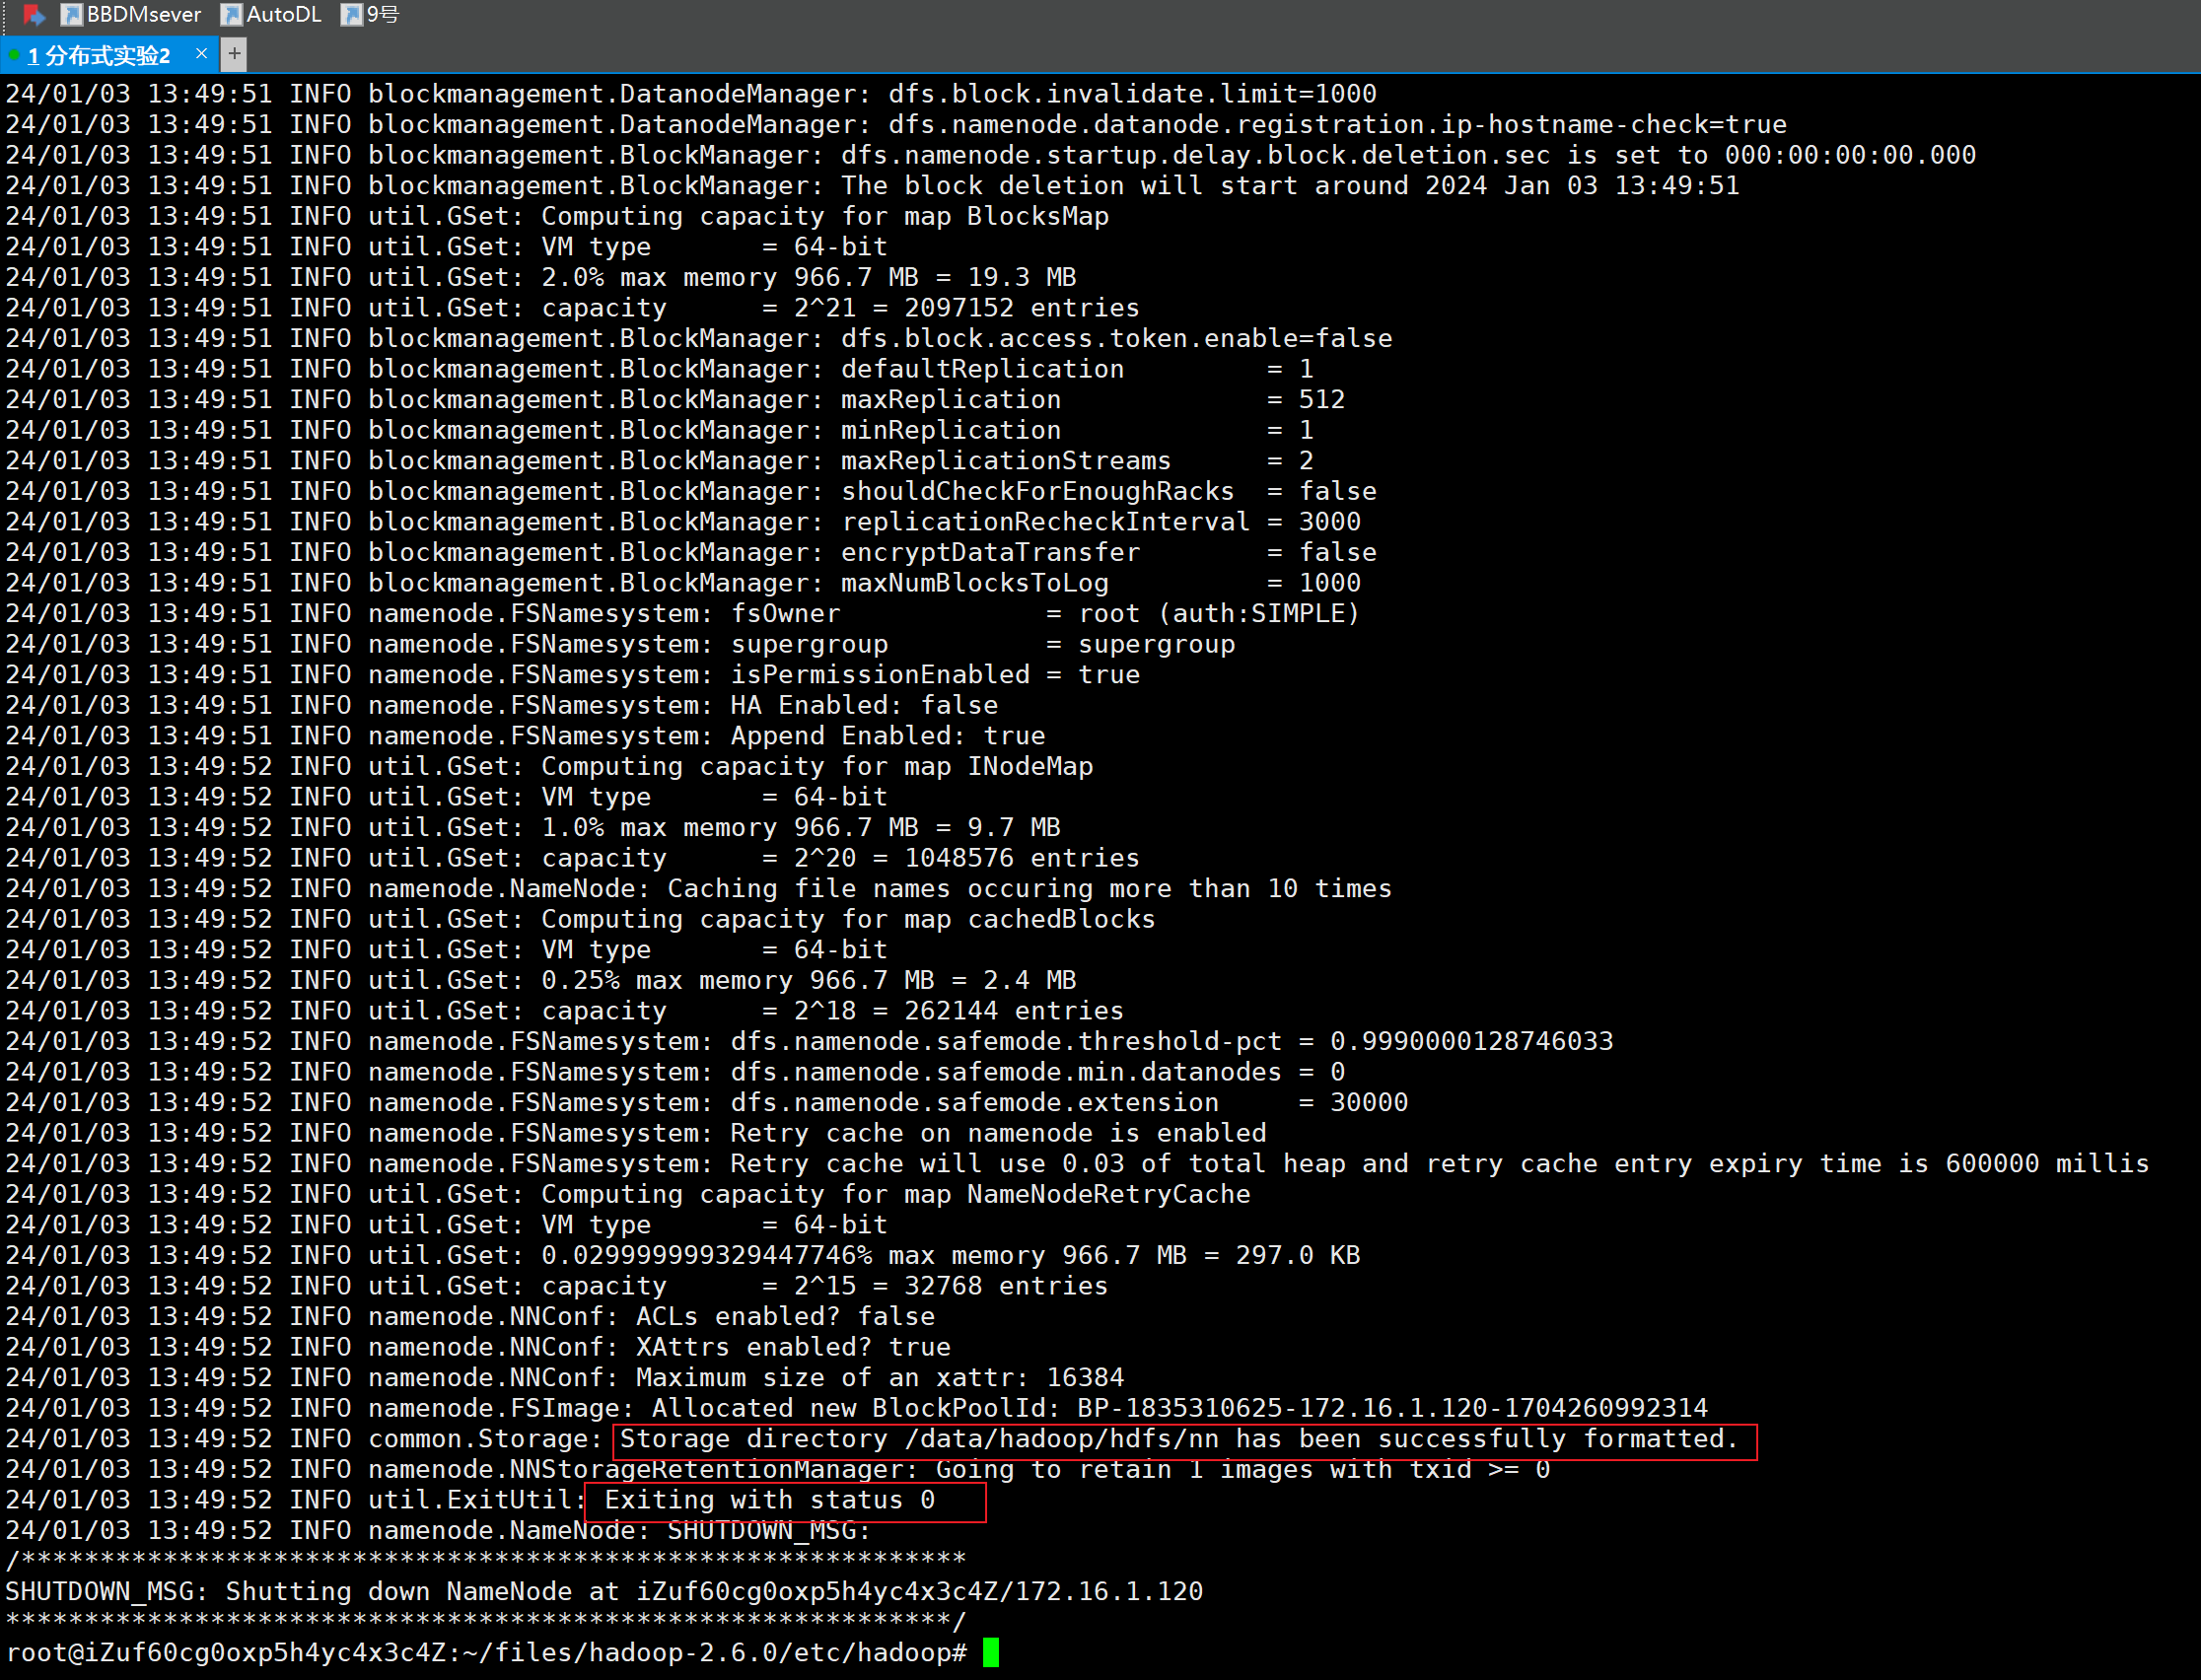 BBDMsever AutoDL 9号
1 分布式实验2 × +
24/01/03 13:49:51 INFO blockmanagement.DatanodeManager: dfs.block.invalidate.limit=1000
24/01/03 13:49:51 INFO blockmanagement.DatanodeManager: dfs.namenode.datanode.registration.ip-hostname-check=true
24/01/03 13:49:51 INFO blockmanagement.BlockManager: dfs.namenode.startup.delay.block.deletion.sec is set to 000:00:00:00.000
24/01/03 13:49:51 INFO blockmanagement.BlockManager: The block deletion will start around 2024 Jan 03 13:49:51
24/01/03 13:49:51 INFO util.GSet: Computing capacity for map BlocksMap
24/01/03 13:49:51 INFO util.GSet: VM type       = 64-bit
24/01/03 13:49:51 INFO util.GSet: 2.0% max memory 966.7 MB = 19.3 MB
24/01/03 13:49:51 INFO util.GSet: capacity      = 2^21 = 2097152 entries
24/01/03 13:49:51 INFO blockmanagement.BlockManager: dfs.block.access.token.enable=false
24/01/03 13:49:51 INFO blockmanagement.BlockManager: defaultReplication         = 1
24/01/03 13:49:51 INFO blockmanagement.BlockManager: maxReplication             = 512
24/01/03 13:49:51 INFO blockmanagement.BlockManager: minReplication             = 1
24/01/03 13:49:51 INFO blockmanagement.BlockManager: maxReplicationStreams      = 2
24/01/03 13:49:51 INFO blockmanagement.BlockManager: shouldCheckForEnoughRacks  = false
24/01/03 13:49:51 INFO blockmanagement.BlockManager: replicationRecheckInterval = 3000
24/01/03 13:49:51 INFO blockmanagement.BlockManager: encryptDataTransfer        = false
24/01/03 13:49:51 INFO blockmanagement.BlockManager: maxNumBlocksToLog          = 1000
24/01/03 13:49:51 INFO namenode.FSNamesystem: fsOwner             = root (auth:SIMPLE)
24/01/03 13:49:51 INFO namenode.FSNamesystem: supergroup          = supergroup
24/01/03 13:49:51 INFO namenode.FSNamesystem: isPermissionEnabled = true
24/01/03 13:49:51 INFO namenode.FSNamesystem: HA Enabled: false
24/01/03 13:49:51 INFO namenode.FSNamesystem: Append Enabled: true
24/01/03 13:49:52 INFO util.GSet: Computing capacity for map INodeMap
24/01/03 13:49:52 INFO util.GSet: VM type       = 64-bit
24/01/03 13:49:52 INFO util.GSet: 1.0% max memory 966.7 MB = 9.7 MB
24/01/03 13:49:52 INFO util.GSet: capacity      = 2^20 = 1048576 entries
24/01/03 13:49:52 INFO namenode.NameNode: Caching file names occuring more than 10 times
24/01/03 13:49:52 INFO util.GSet: Computing capacity for map cachedBlocks
24/01/03 13:49:52 INFO util.GSet: VM type       = 64-bit
24/01/03 13:49:52 INFO util.GSet: 0.25% max memory 966.7 MB = 2.4 MB
24/01/03 13:49:52 INFO util.GSet: capacity      = 2^18 = 262144 entries
24/01/03 13:49:52 INFO namenode.FSNamesystem: dfs.namenode.safemode.threshold-pct = 0.9990000128746033
24/01/03 13:49:52 INFO namenode.FSNamesystem: dfs.namenode.safemode.min.datanodes = 0
24/01/03 13:49:52 INFO namenode.FSNamesystem: dfs.namenode.safemode.extension     = 30000
24/01/03 13:49:52 INFO namenode.FSNamesystem: Retry cache on namenode is enabled
24/01/03 13:49:52 INFO namenode.FSNamesystem: Retry cache will use 0.03 of total heap and retry cache entry expiry time is 600000 millis
24/01/03 13:49:52 INFO util.GSet: Computing capacity for map NameNodeRetryCache
24/01/03 13:49:52 INFO util.GSet: VM type       = 64-bit
24/01/03 13:49:52 INFO util.GSet: 0.029999999329447746% max memory 966.7 MB = 297.0 KB
24/01/03 13:49:52 INFO util.GSet: capacity      = 2^15 = 32768 entries
24/01/03 13:49:52 INFO namenode.NNConf: ACLs enabled? false
24/01/03 13:49:52 INFO namenode.NNConf: XAttrs enabled? true
24/01/03 13:49:52 INFO namenode.NNConf: Maximum size of an xattr: 16384
24/01/03 13:49:52 INFO namenode.FSImage: Allocated new BlockPoolId: BP-1835310625-172.16.1.120-1704260992314
24/01/03 13:49:52 INFO common.Storage: Storage directory /data/hadoop/hdfs/nn has been successfully formatted.
24/01/03 13:49:52 INFO namenode.NNStorageRetentionManager: Going to retain 1 images with txid >= 0
24/01/03 13:49:52 INFO util.ExitUtil: Exiting with status 0
24/01/03 13:49:52 INFO namenode.NameNode: SHUTDOWN_MSG:
/************************************************************
SHUTDOWN_MSG: Shutting down NameNode at iZuf60cg0oxp5h4yc4x3c4Z/172.16.1.120
************************************************************/
root@iZuf60cg0oxp5h4yc4x3c4Z:~/files/hadoop-2.6.0/etc/hadoop#